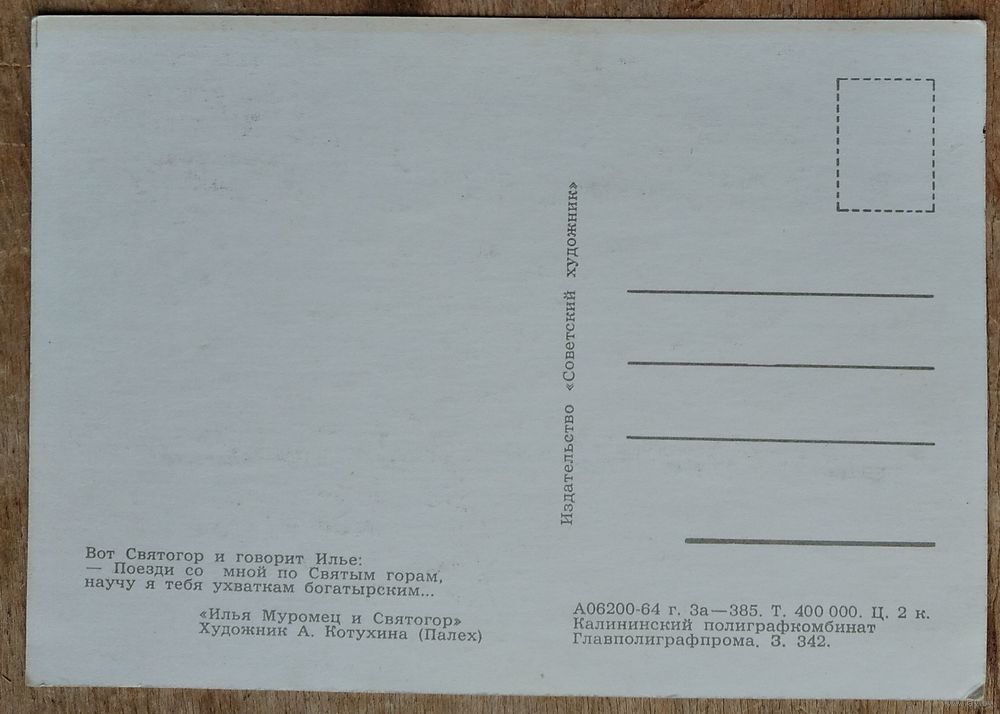 Вот Святогор и говорит Илье:
— Поезди со мной по Святым горам,
научу я тебя ухваткам богатырским...
«Илья Муромец и Святогор»
Художник А. Котухина (Палех)
Издательство «Советский художник»
А06200-64 г. За—385. Т. 400 000. Ц. 2 к.
Калининский полиграфкомбинат
Главполиграфпрома. З. 342.